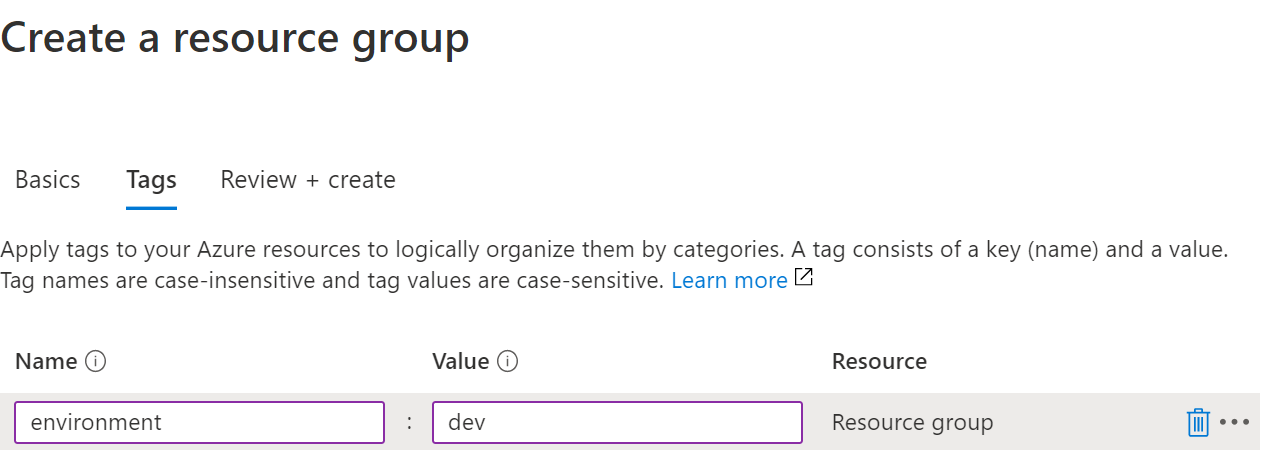 Create a resource group
Basics Tags Review + create
Apply tags to your Azure resources to logically organize them by categories. A tag consists of a key (name) and a value.
Tag names are case-insensitive and tag values are case-sensitive. Learn more
Name Value Resource
environment : dev Resource group